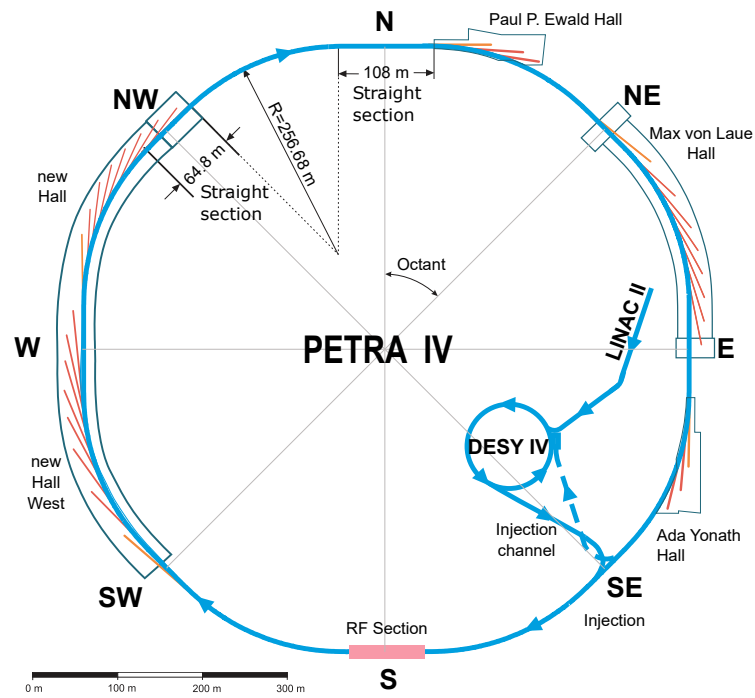 N
Paul P. Ewald Hall
108 m
Straight
section
NW
NE
R=256.68 m
Max von Laue
Hall
64.8 m
Straight
section
new
Hall
Octant
LINAC II
W
PETRA IV
E
DESY IV
new
Hall
West
Injection
channel
Ada Yonath
Hall
SW
SE
Injection
RF Section
S
0 m
100 m
200 m
300 m